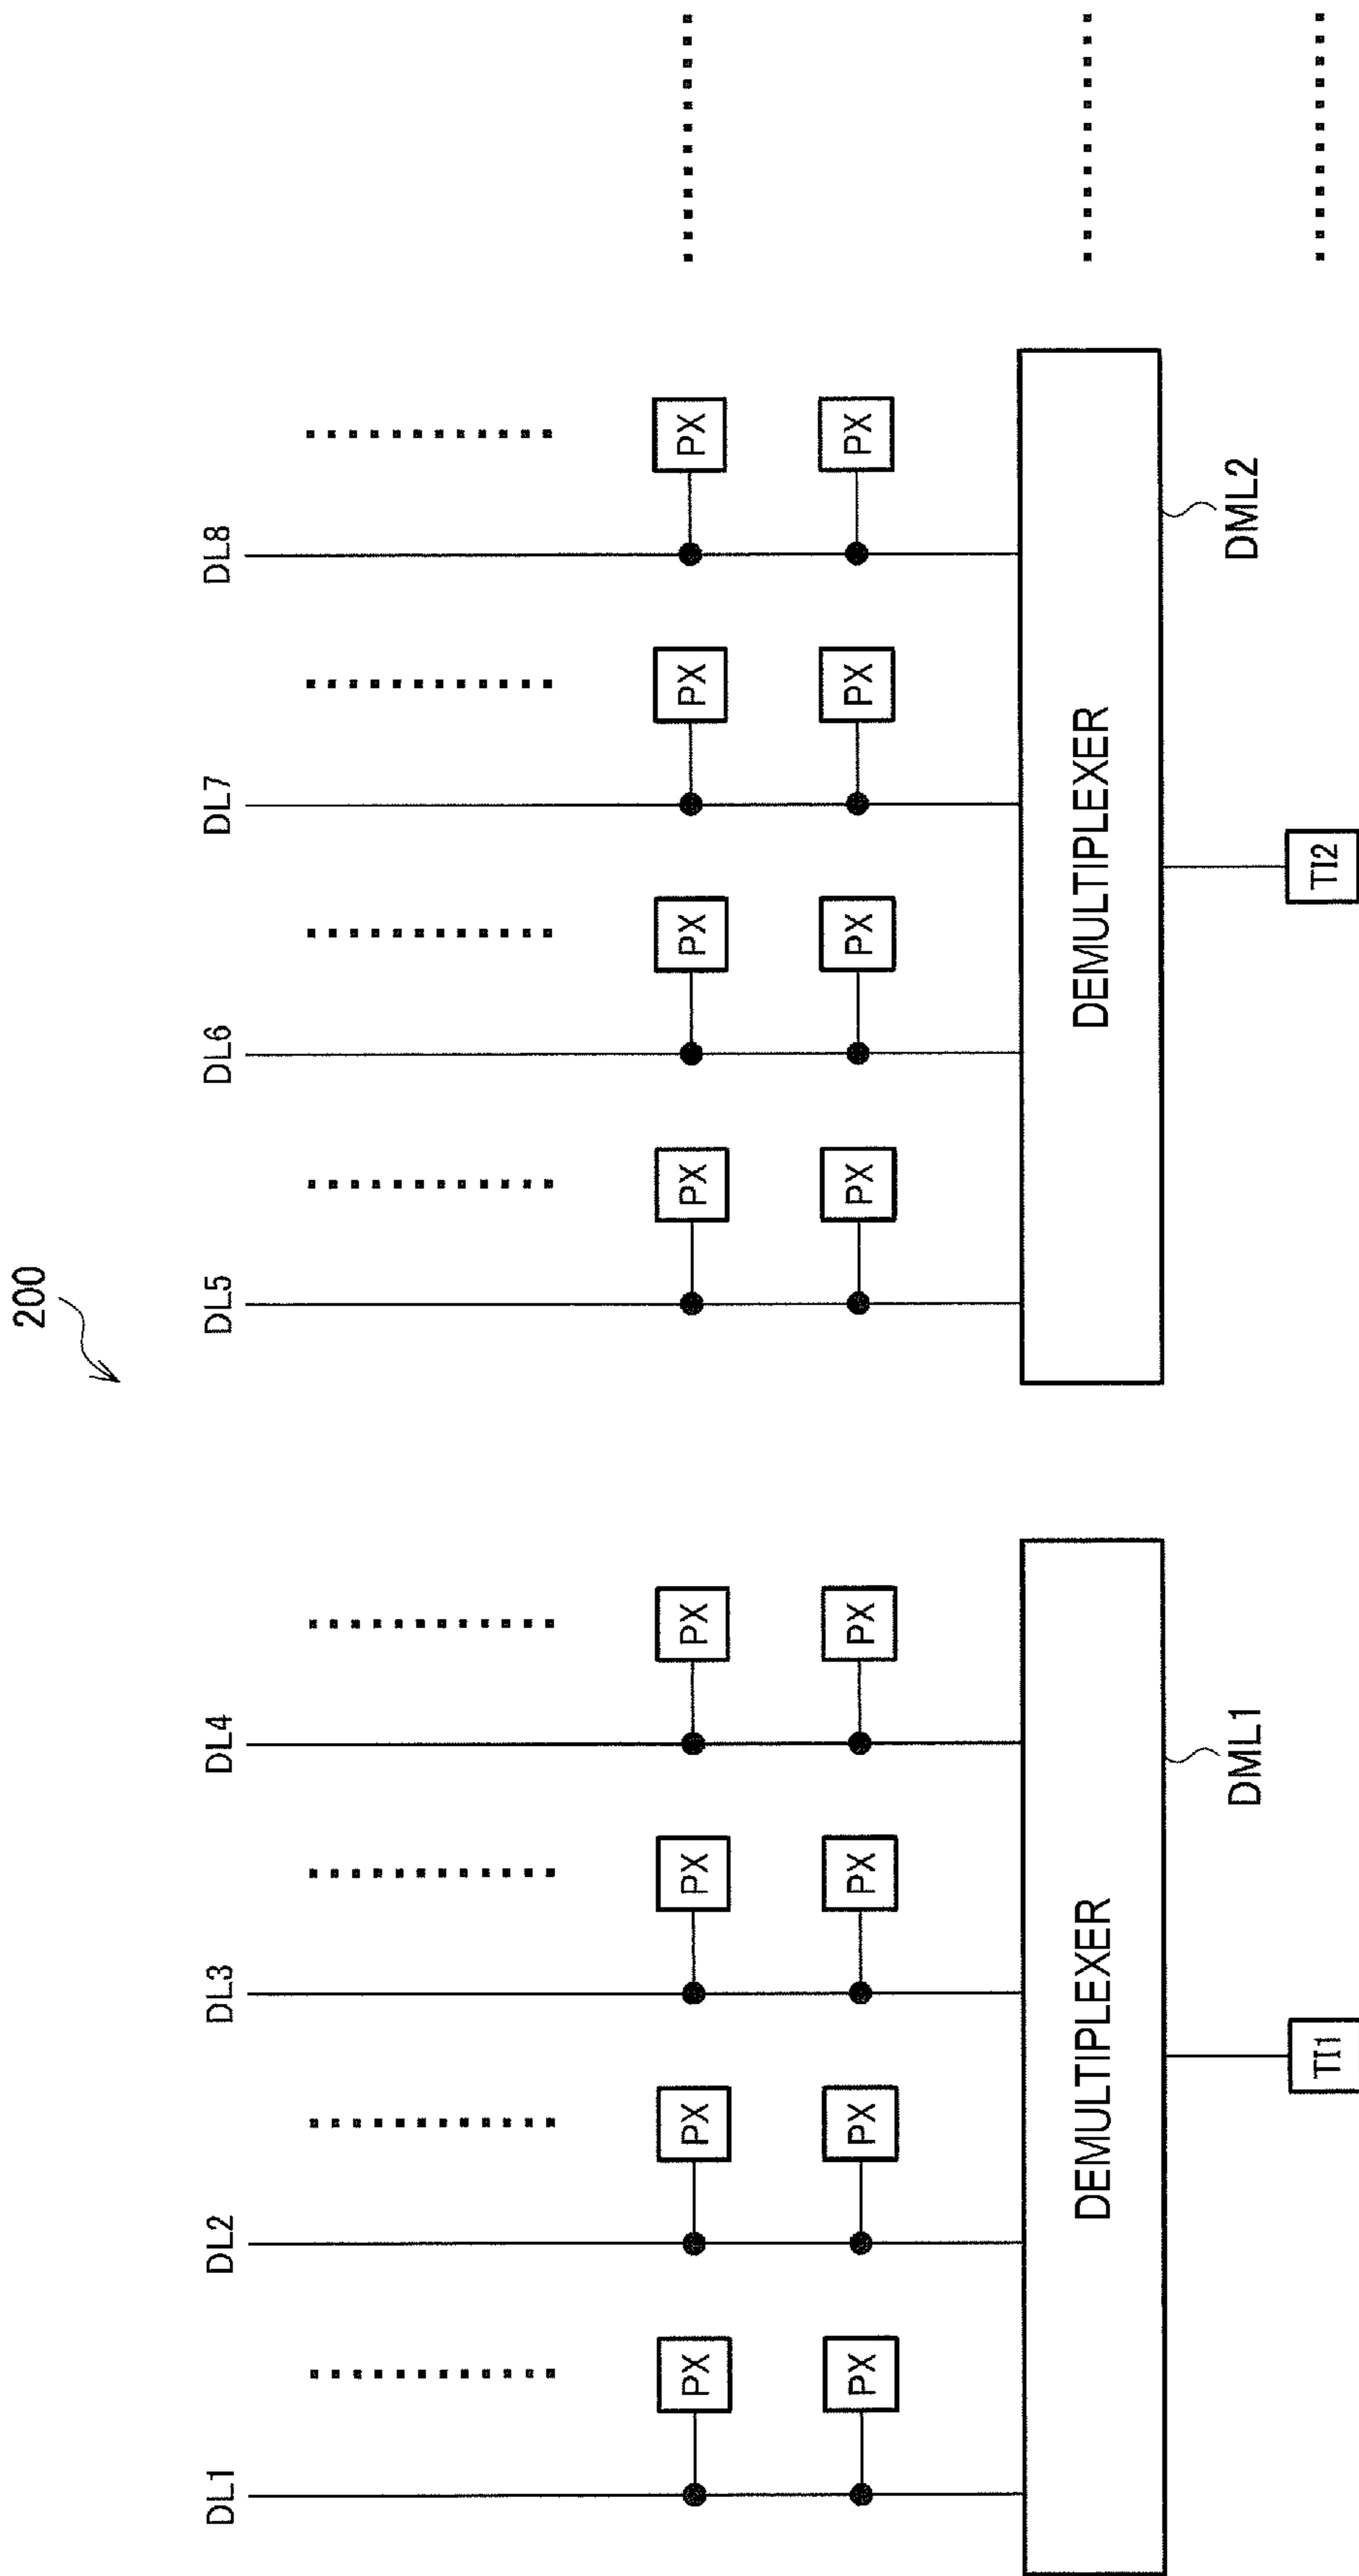 200
DL1 DL2 DL3 DL4 DL5 DL6 DL7 DL8
PX PX PX PX PX PX PX PX
PX PX PX PX PX PX PX PX
DEMULTIPLEXER DEMULTIPLEXER
DML1 DML2
TI1 TI2